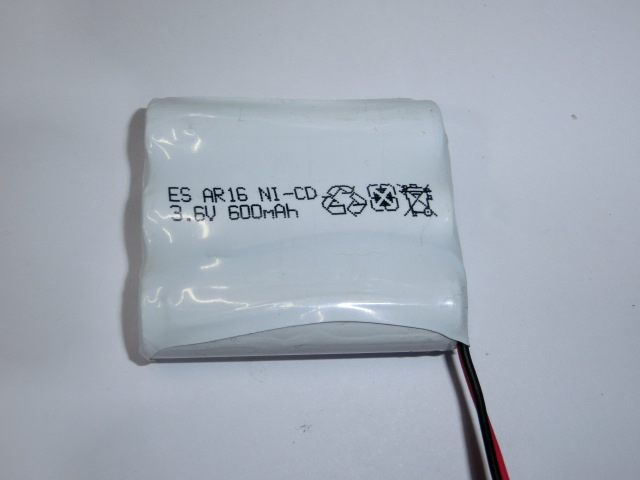 ES AR16 NI-CD
3.6V 600mAh